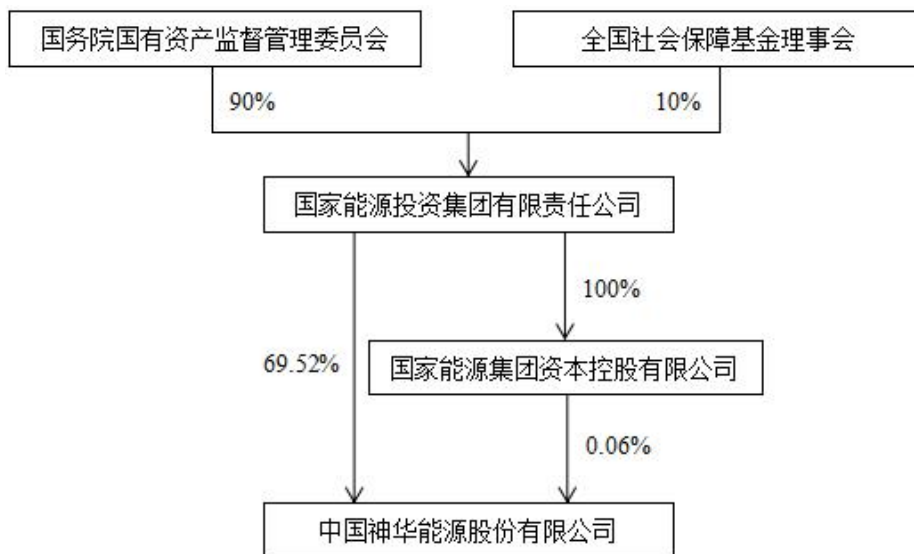 国务院国有资产监督管理委员会
全国社会保障基金理事会
90%
10%
国家能源投资集团有限责任公司
100%
69.52%
国家能源集团资本控股有限公司
0.06%
中国神华能源股份有限公司